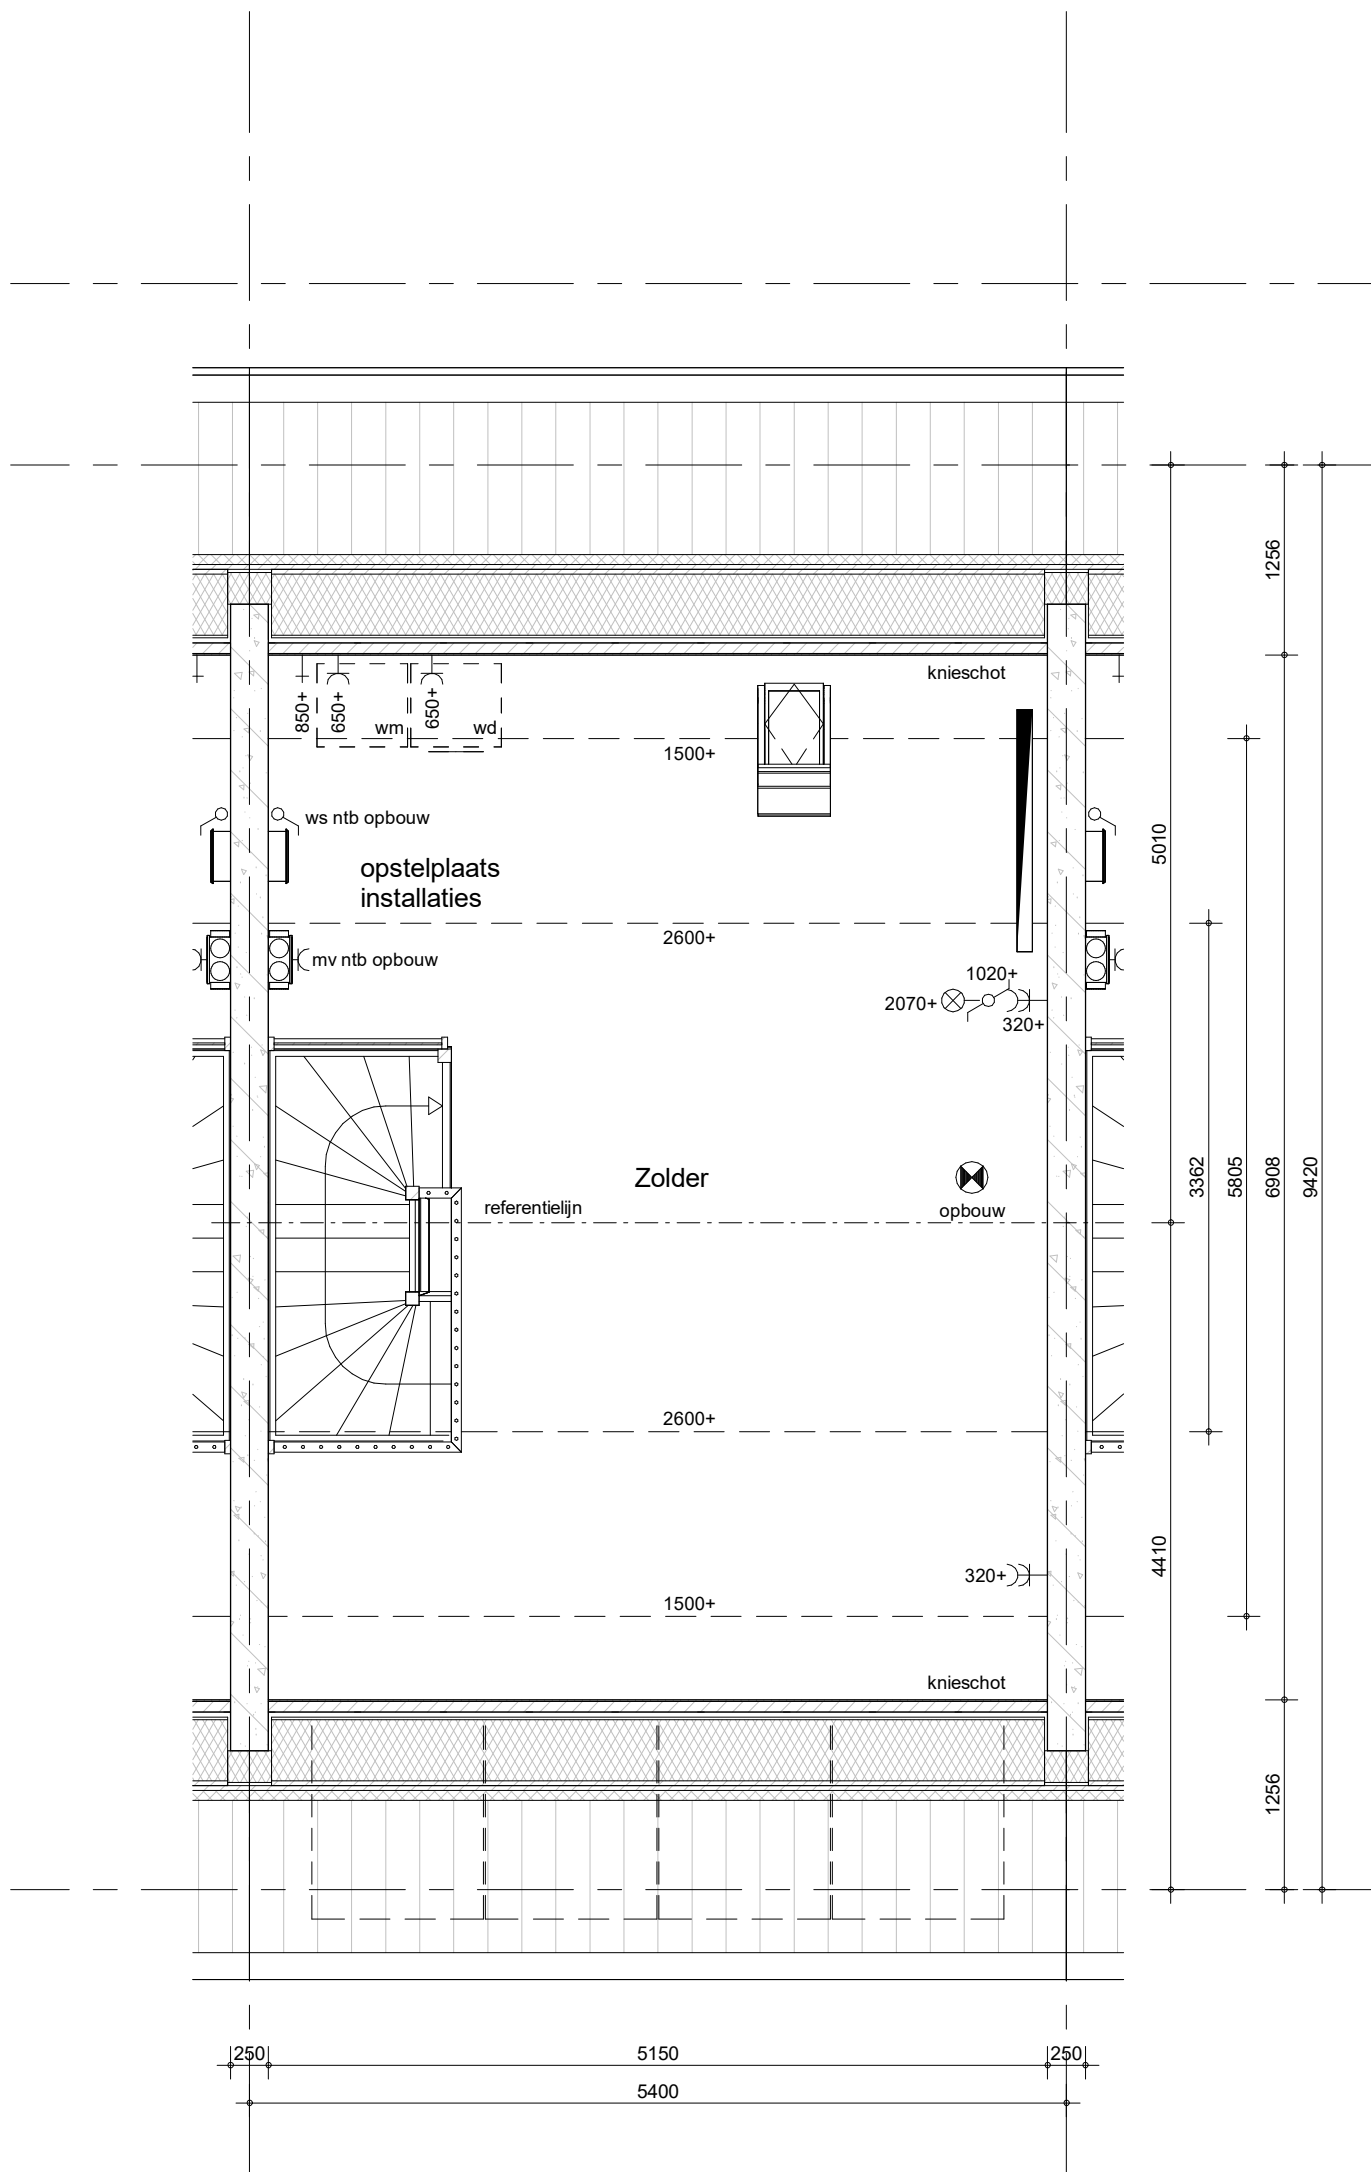 1256
knieschot
850+
650+
wm
650+
wd
1500+
ws ntb opbouw
5010
opstelplaats
installaties
2600+
mv ntb opbouw
1020+
2070+
320+
Zolder
3362
5805
6908
9420
referentielijn
opbouw
2600+
4410
320+
1500+
knieschot
1256
250
5150
250
5400